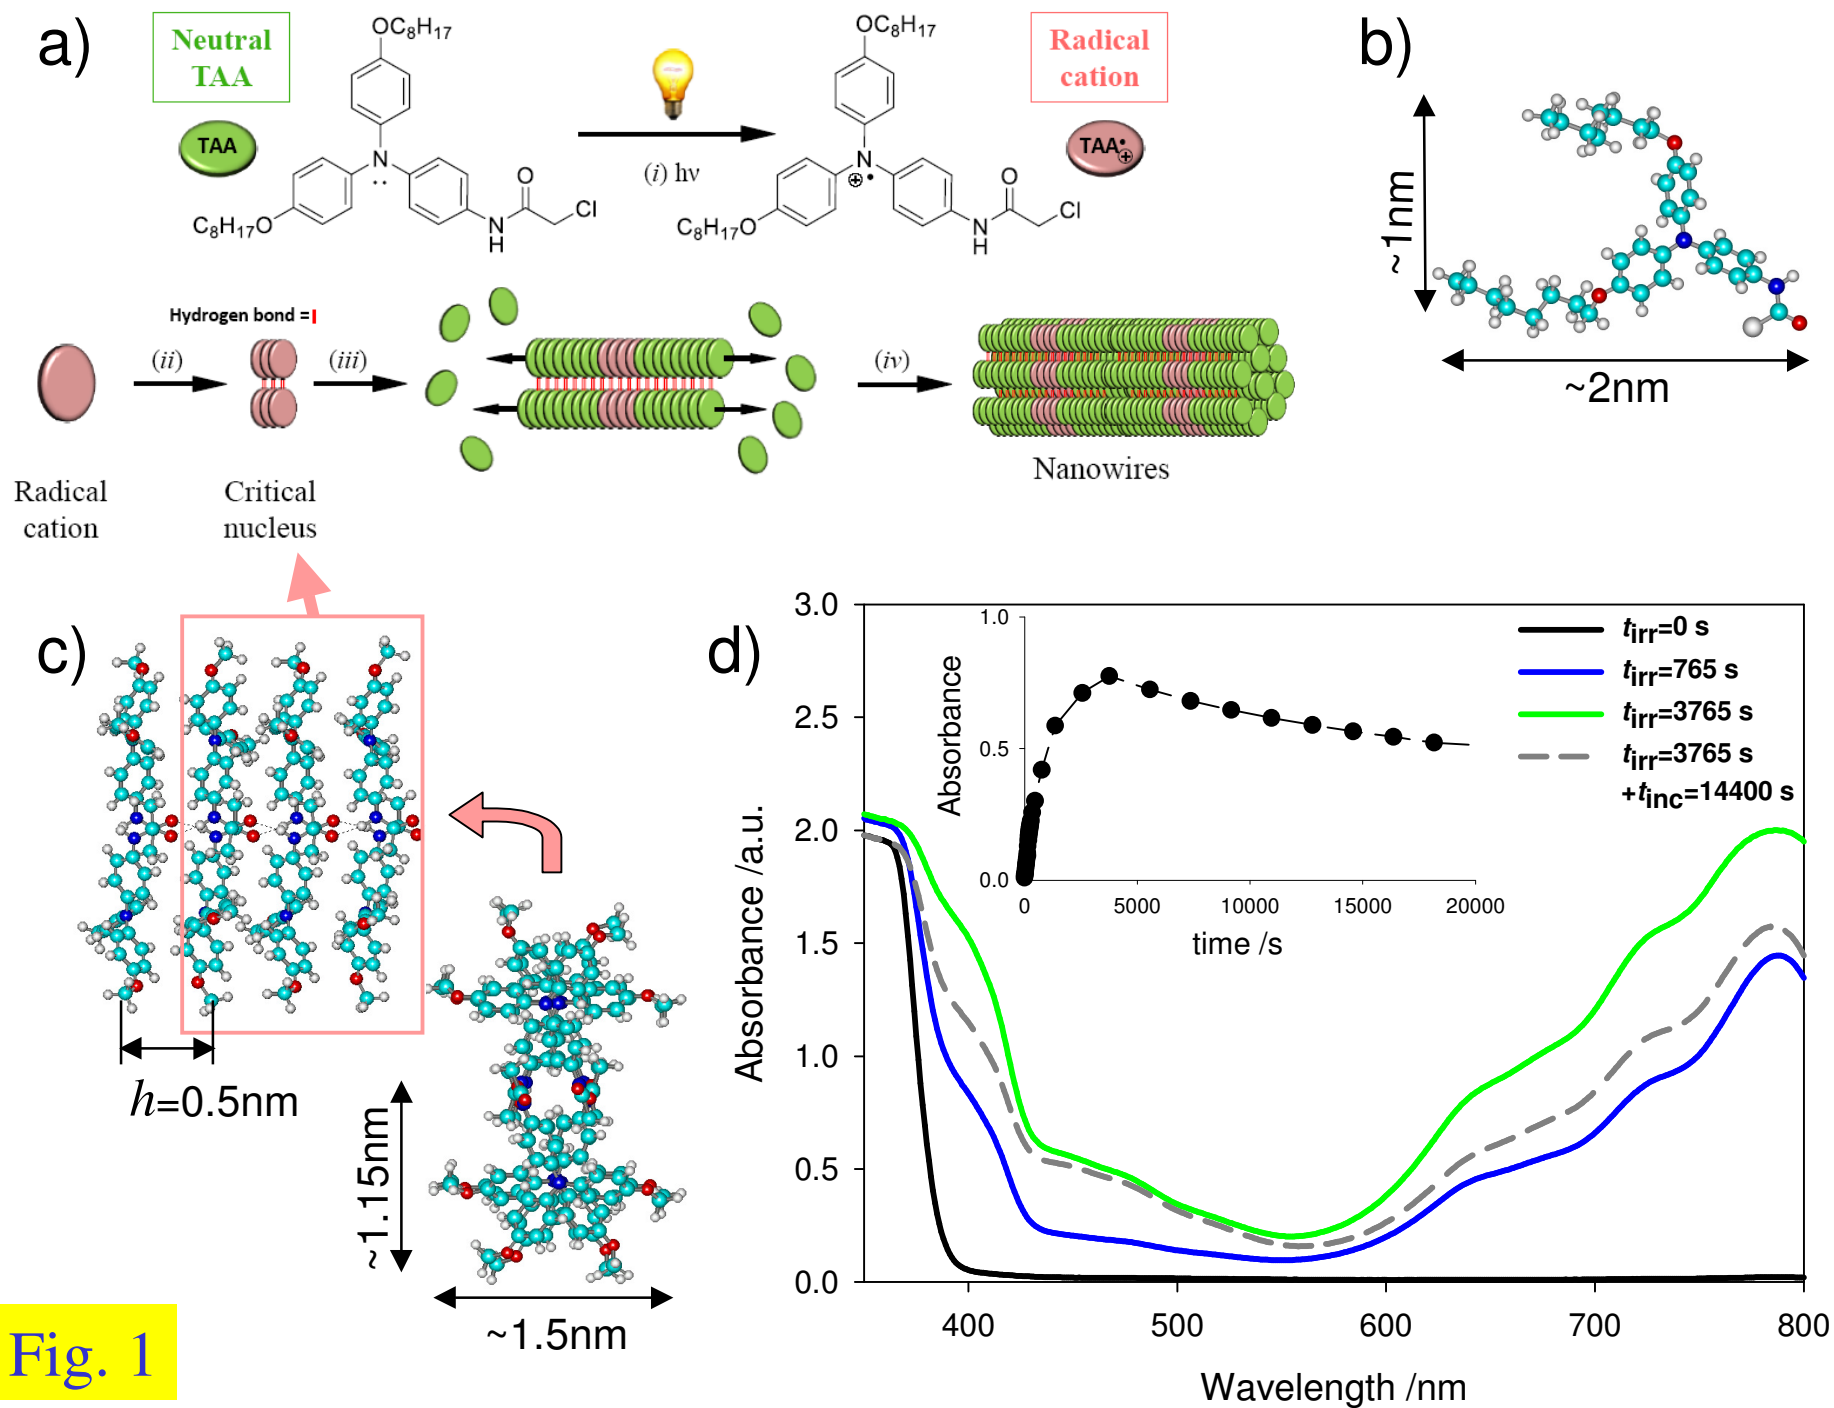 a)
Neutral
TAA
TAA
OC8H17
N
··
C8H17O
O
N
H
Cl
(i) hν
OC8H17
N
⊕•
C8H17O
O
NH
Cl
Radical
cation
TAA•⊕
b)
~1nm
~2nm
Hydrogen bond =
(ii)
(iii)
(iv)
Radical
cation
Critical
nucleus
Nanowires
c)
h=0.5nm
~1.15nm
~1.5nm
d)
Absorbance /a.u.
3.0
2.5
2.0
1.5
1.0
0.5
0.0
400
500
600
700
800
Wavelength /nm
Absorbance
1.0
0.5
0.0
0
5000
10000
15000
20000
time /s
tirr=0 s
tirr=765 s
tirr=3765 s
tirr=3765 s
+tinc=14400 s
Fig. 1